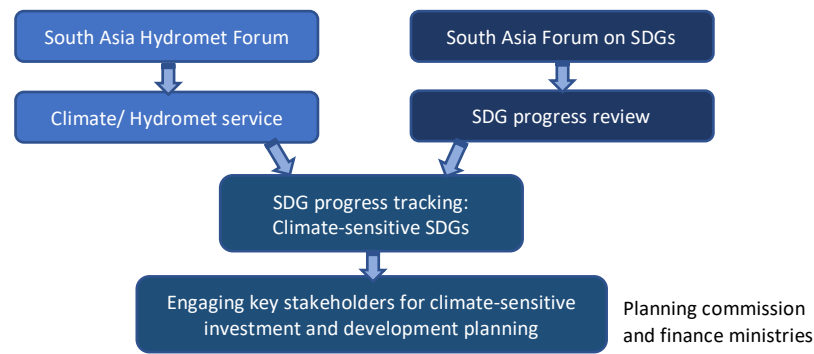 South Asia Hydromet Forum
South Asia Forum on SDGs
Climate/ Hydromet service
SDG progress review
SDG progress tracking:
Climate-sensitive SDGs
Engaging key stakeholders for climate-sensitive
investment and development planning
Planning commission
and finance ministries